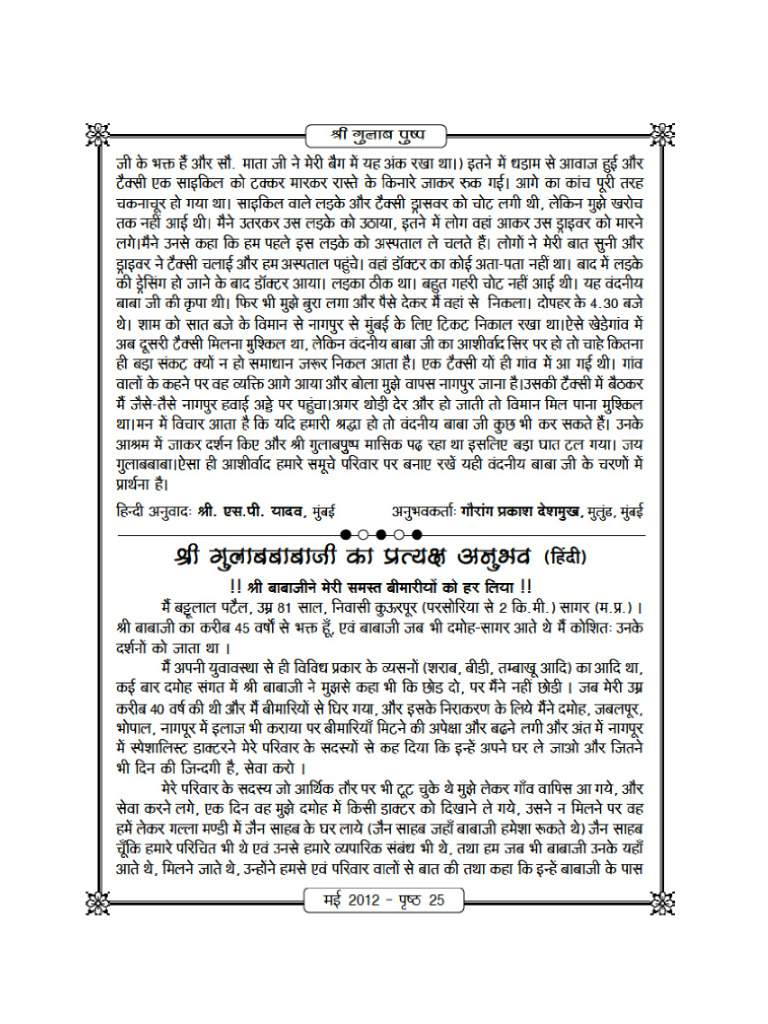 श्री गुलाब पुष्प
जी के भक्त हैं और सौ. माता जी ने मेरी बैग में यह अंक रखा था।) इतने में धड़ाम से आवाज हुई और
टैक्सी एक साइकिल को टक्कर मारकर रास्ते के किनारे जाकर रूक गई। आगे का कांच पूरी तरह
चकनाचूर हो गया था। साइकिल वाले लड़के और टैक्सी ड्रासवर को चोट लगी थी, लेकिन मुझे खरोच
तक नहीं आई थी। मैने उतरकर उस लड़के को उठाया, इतने में लोग वहां आकर उस ड्राइवर को मारने
लगे।मैने उनसे कहा कि हम पहले इस लड़के को अस्पताल ले चलते हैं। लोगों ने मेरी बात सुनी और
ड्राइवर ने टैक्सी चलाई और हम अस्पताल पहुंचे। वहां डॉक्टर का कोई अता-पता नहीं था। बाद में लड़के
की ड्रेसिंग हो जाने के बाद डॉक्टर आया। लड़का ठीक था। बहुत गहरी चोट नहीं आई थी। यह वंदनीय
बाबा जी की कृपा थी। फिर भी मुझे बुरा लगा और पैसे देकर मैं वहां से निकला। दोपहर के 4.30 बजे
थे। शाम को सात बजे के विमान से नागपुर से मुंबई के लिए टिकट निकाल रखा था।ऐसे खेड़ेगांव में
अब दूसरी टैक्सी मिलना मुश्किल था, लेकिन वंदनीय बाबा जी का आशीर्वाद सिर पर हो तो चाहे कितना
ही बड़ा संकट क्यों न हो समाधान जरूर निकल आता है। एक टैक्सी यों ही गांव में आ गई थी। गांव
वालों के कहने पर वह व्यक्ति आगे आया और बोला मुझे वापस नागपुर जाना है।उसकी टैक्सी में बैठकर
मैं जैसे-तैसे नागपुर हवाई अड्डे पर पहुंचा।अगर थोड़ी देर और हो जाती तो विमान मिल पाना मुश्किल
था।मन में विचार आता है कि यदि हमारी श्रद्धा हो तो वंदनीय बाबा जी कुछ भी कर सकते हैं। उनके
आश्रम में जाकर दर्शन किए और श्री गुलाबपुष्प मासिक पढ़ रहा था इसलिए बड़ा घात टल गया। जय
गुलाबबाबा।ऐसा ही आशीर्वाद हमारे समूचे परिवार पर बनाए रखें यही वंदनीय बाबा जी के चरणों में
प्रार्थना है।
हिन्दी अनुवादः श्री. एस.पी. यादव, मुंबई अनुभवकर्ताः गौरांग प्रकाश देशमुख, मुलुंड, मुंबई
श्री गुलाबबाबाजी का प्रत्यक्ष अनुभव (हिंदी)
!! श्री बाबाजीने मेरी समस्त बीमारीयों को हर लिया !!
मैं बट्टूलाल पटैल, उम्र 81 साल, निवासी कुऊरपूर (परसोरिया से 2 कि.मी.) सागर (म.प्र.) ।
श्री बाबाजी का करीब 45 वर्षो से भक्त हूँ, एवं बाबाजी जब भी दमोह-सागर आते थे मैं कोशितः उनके
दर्शनों को जाता था ।
मैं अपनी युवावस्था से ही विविध प्रकार के व्यसनों (शराब, बीडी, तम्बाखू आदि) का आदि था,
कई बार दमोह संगत में श्री बाबाजी ने मुझसे कहा भी कि छोड दो, पर मैंने नहीं छोडी । जब मेरी उम्र
करीब 40 वर्ष की थी और मैं बीमारियों से घिर गया, और इसके निराकरण के लिये मैंने दमोह, जबलपूर,
भोपाल, नागपूर में इलाज भी कराया पर बीमारियाँ मिटने की अपेक्षा और बढने लगी और अंत में नागपूर
में स्पेशालिस्ट डाक्टरने मेरे परिवार के सदस्यों से कह दिया कि इन्हें अपने घर ले जाओ और जितने
भी दिन की जिन्दगी है, सेवा करो ।
मेरे परिवार के सदस्य जो आर्थिक तौर पर भी टूट चुके थे मुझे लेकर गाँव वापिस आ गये, और
सेवा करने लगे, एक दिन वह मुझे दमोह में किसी डाक्टर को दिखाने ले गये, उसने न मिलने पर वह
हमें लेकर गल्ला मण्डी में जैन साहब के घर लाये (जैन साहब जहाँ बाबाजी हमेशा रूकते थे) जैन साहब
चूँकि हमारे परिचित भी थे एवं उनसे हमारे व्यपारिक संबंध भी थे, तथा हम जब भी बाबाजी उनके यहाँ
आते थे, मिलने जाते थे, उन्होंने हमसे एवं परिवार वालों से बात की तथा कहा कि इन्हें बाबाजी के पास
मई 2012 - पृष्ठ 25